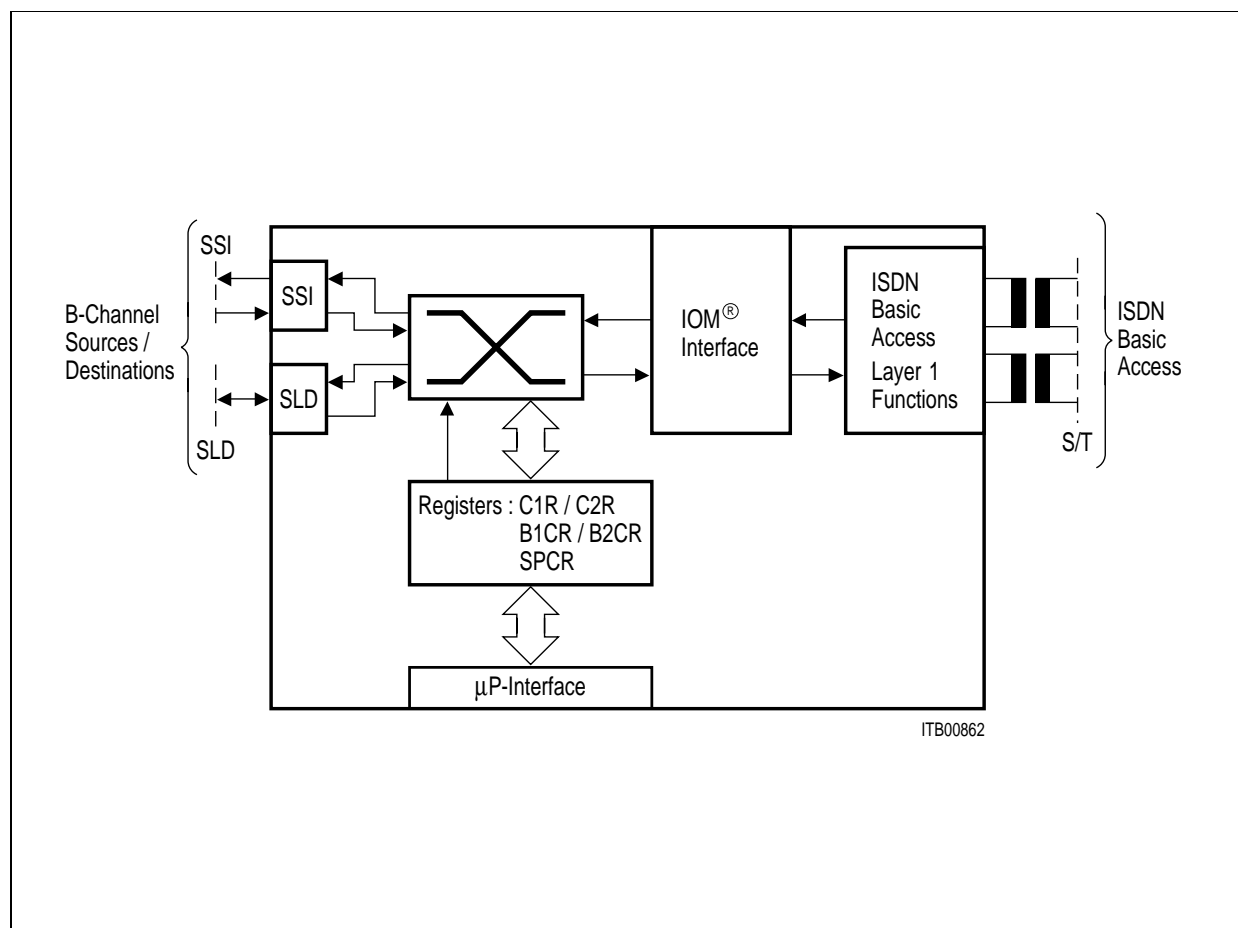 SSI
SSI
B-Channel
Sources /
Destinations
SLD
SLD
IOM®
Interface
ISDN
Basic
Access
Layer 1
Functions
ISDN
Basic
Access
S/T
Registers : C1R / C2R
B1CR / B2CR
SPCR
µP-Interface
ITB00862